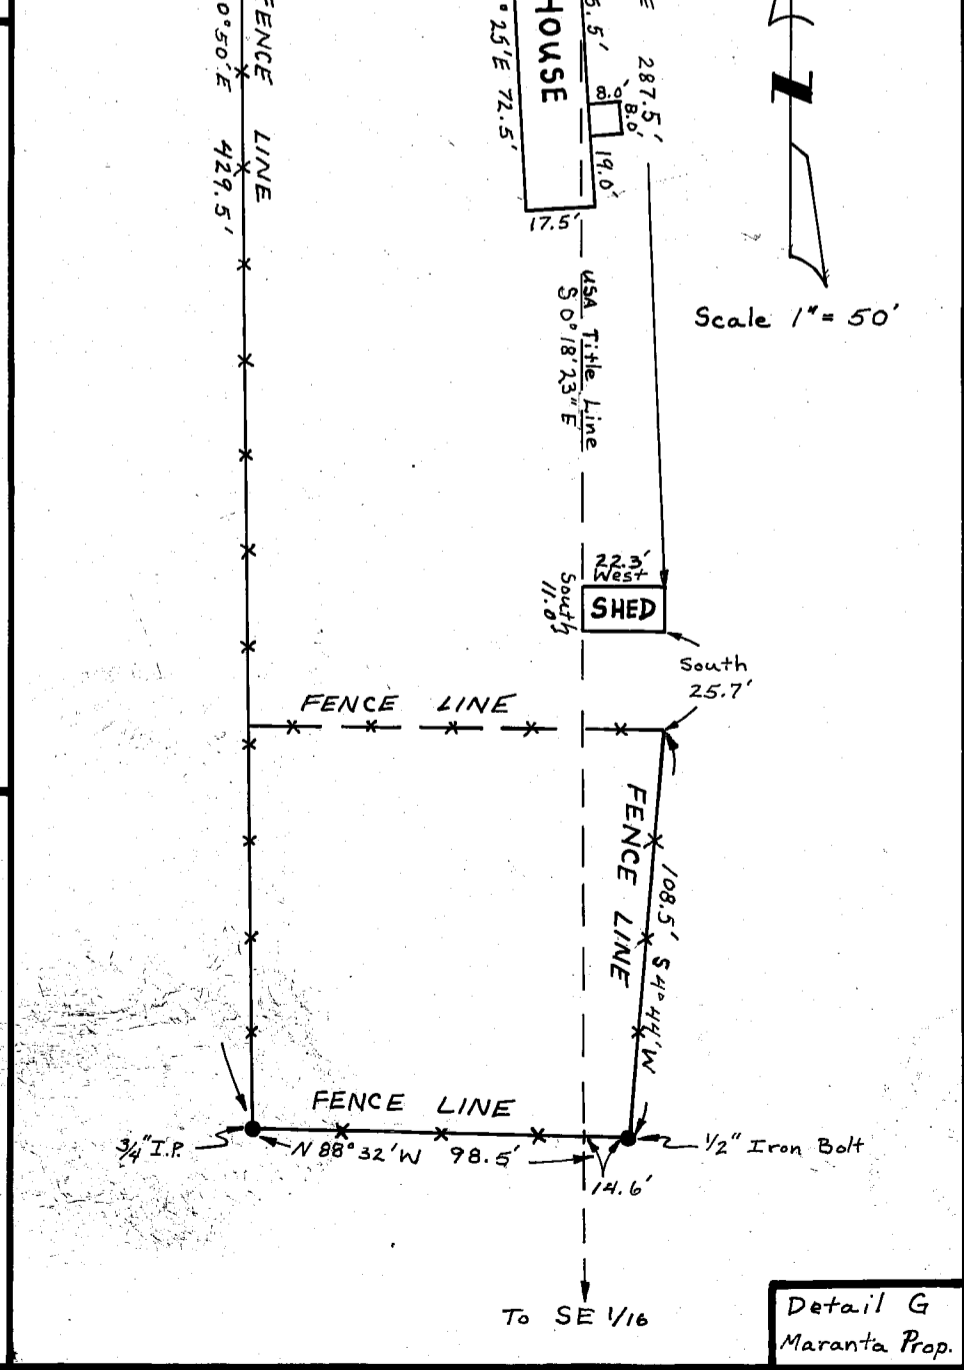 FENCE LINE
0°50'E 429.5'
HOUSE
° 25'E 72.5'
5.5'
E 287.5'
8.0'
8.0'
19.0'
17.5'
USA Title Line
S 0° 18' 23" E
Scale 1" = 50'
22.3'
West
South
11.0'
SHED
South
25.7'
FENCE LINE
FENCE LINE
108.5' S 4° 44' W
FENCE LINE
3/4" I.P.
N 88° 32' W 98.5'
1/2" Iron Bolt
14.6'
To SE 1/16
Detail G
Maranta Prop.